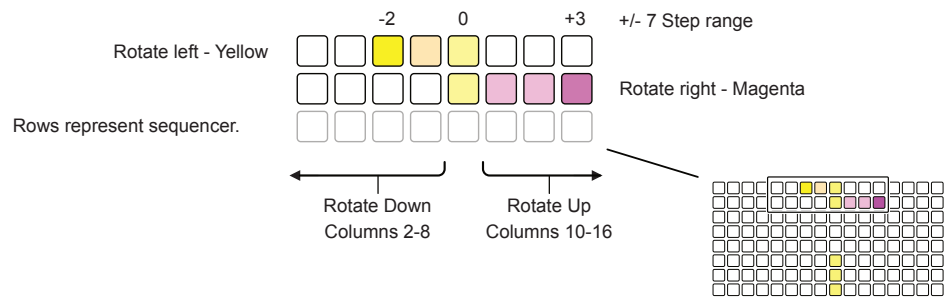 -2 0 +3 +/- 7 Step range
Rotate left - Yellow
Rotate right - Magenta
Rows represent sequencer.
Rotate Down
Columns 2-8
Rotate Up
Columns 10-16